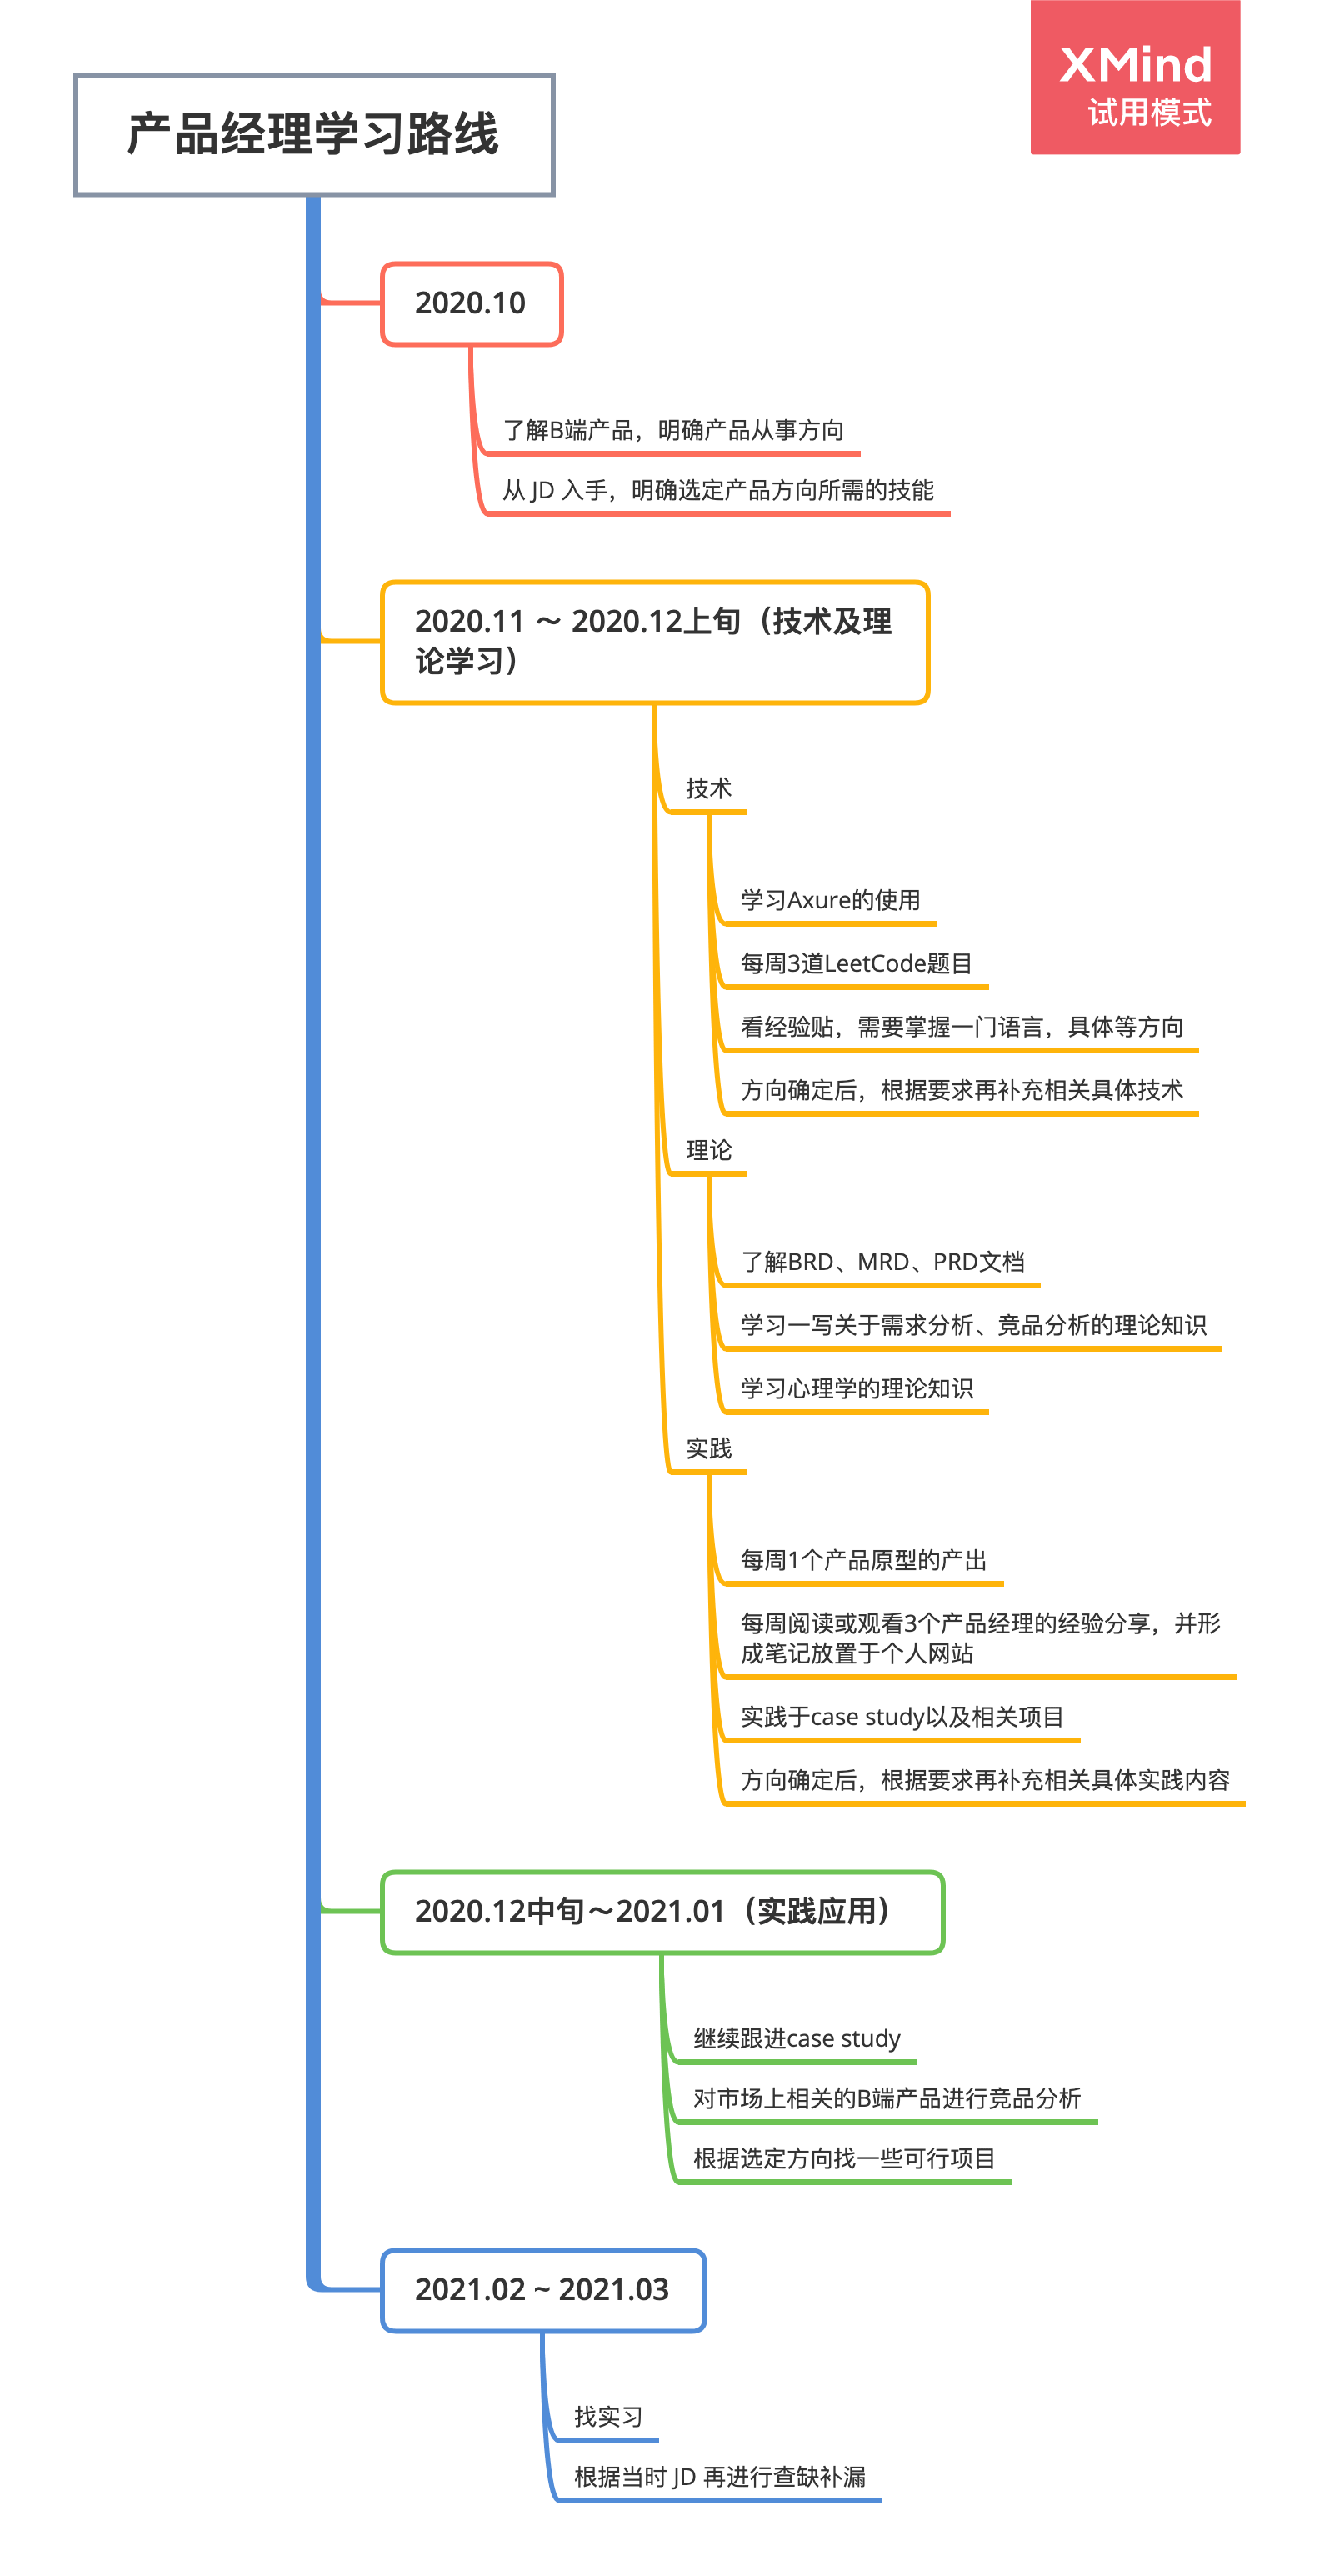 XMind
试用模式
产品经理学习路线
2020.10
了解B端产品，明确产品从事方向
从 JD 入手，明确选定产品方向所需的技能
2020.11 ～ 2020.12上旬（技术及理
论学习）
技术
学习Axure的使用
每周3道LeetCode题目
看经验贴，需要掌握一门语言，具体等方向
方向确定后，根据要求再补充相关具体技术
理论
了解BRD、MRD、PRD文档
学习一写关于需求分析、竞品分析的理论知识
学习心理学的理论知识
实践
每周1个产品原型的产出
每周阅读或观看3个产品经理的经验分享，并形
成笔记放置于个人网站
实践于case study以及相关项目
方向确定后，根据要求再补充相关具体实践内容
2020.12中旬～2021.01（实践应用）
继续跟进case study
对市场上相关的B端产品进行竞品分析
根据选定方向找一些可行项目
2021.02 ~ 2021.03
找实习
根据当时 JD 再进行查缺补漏